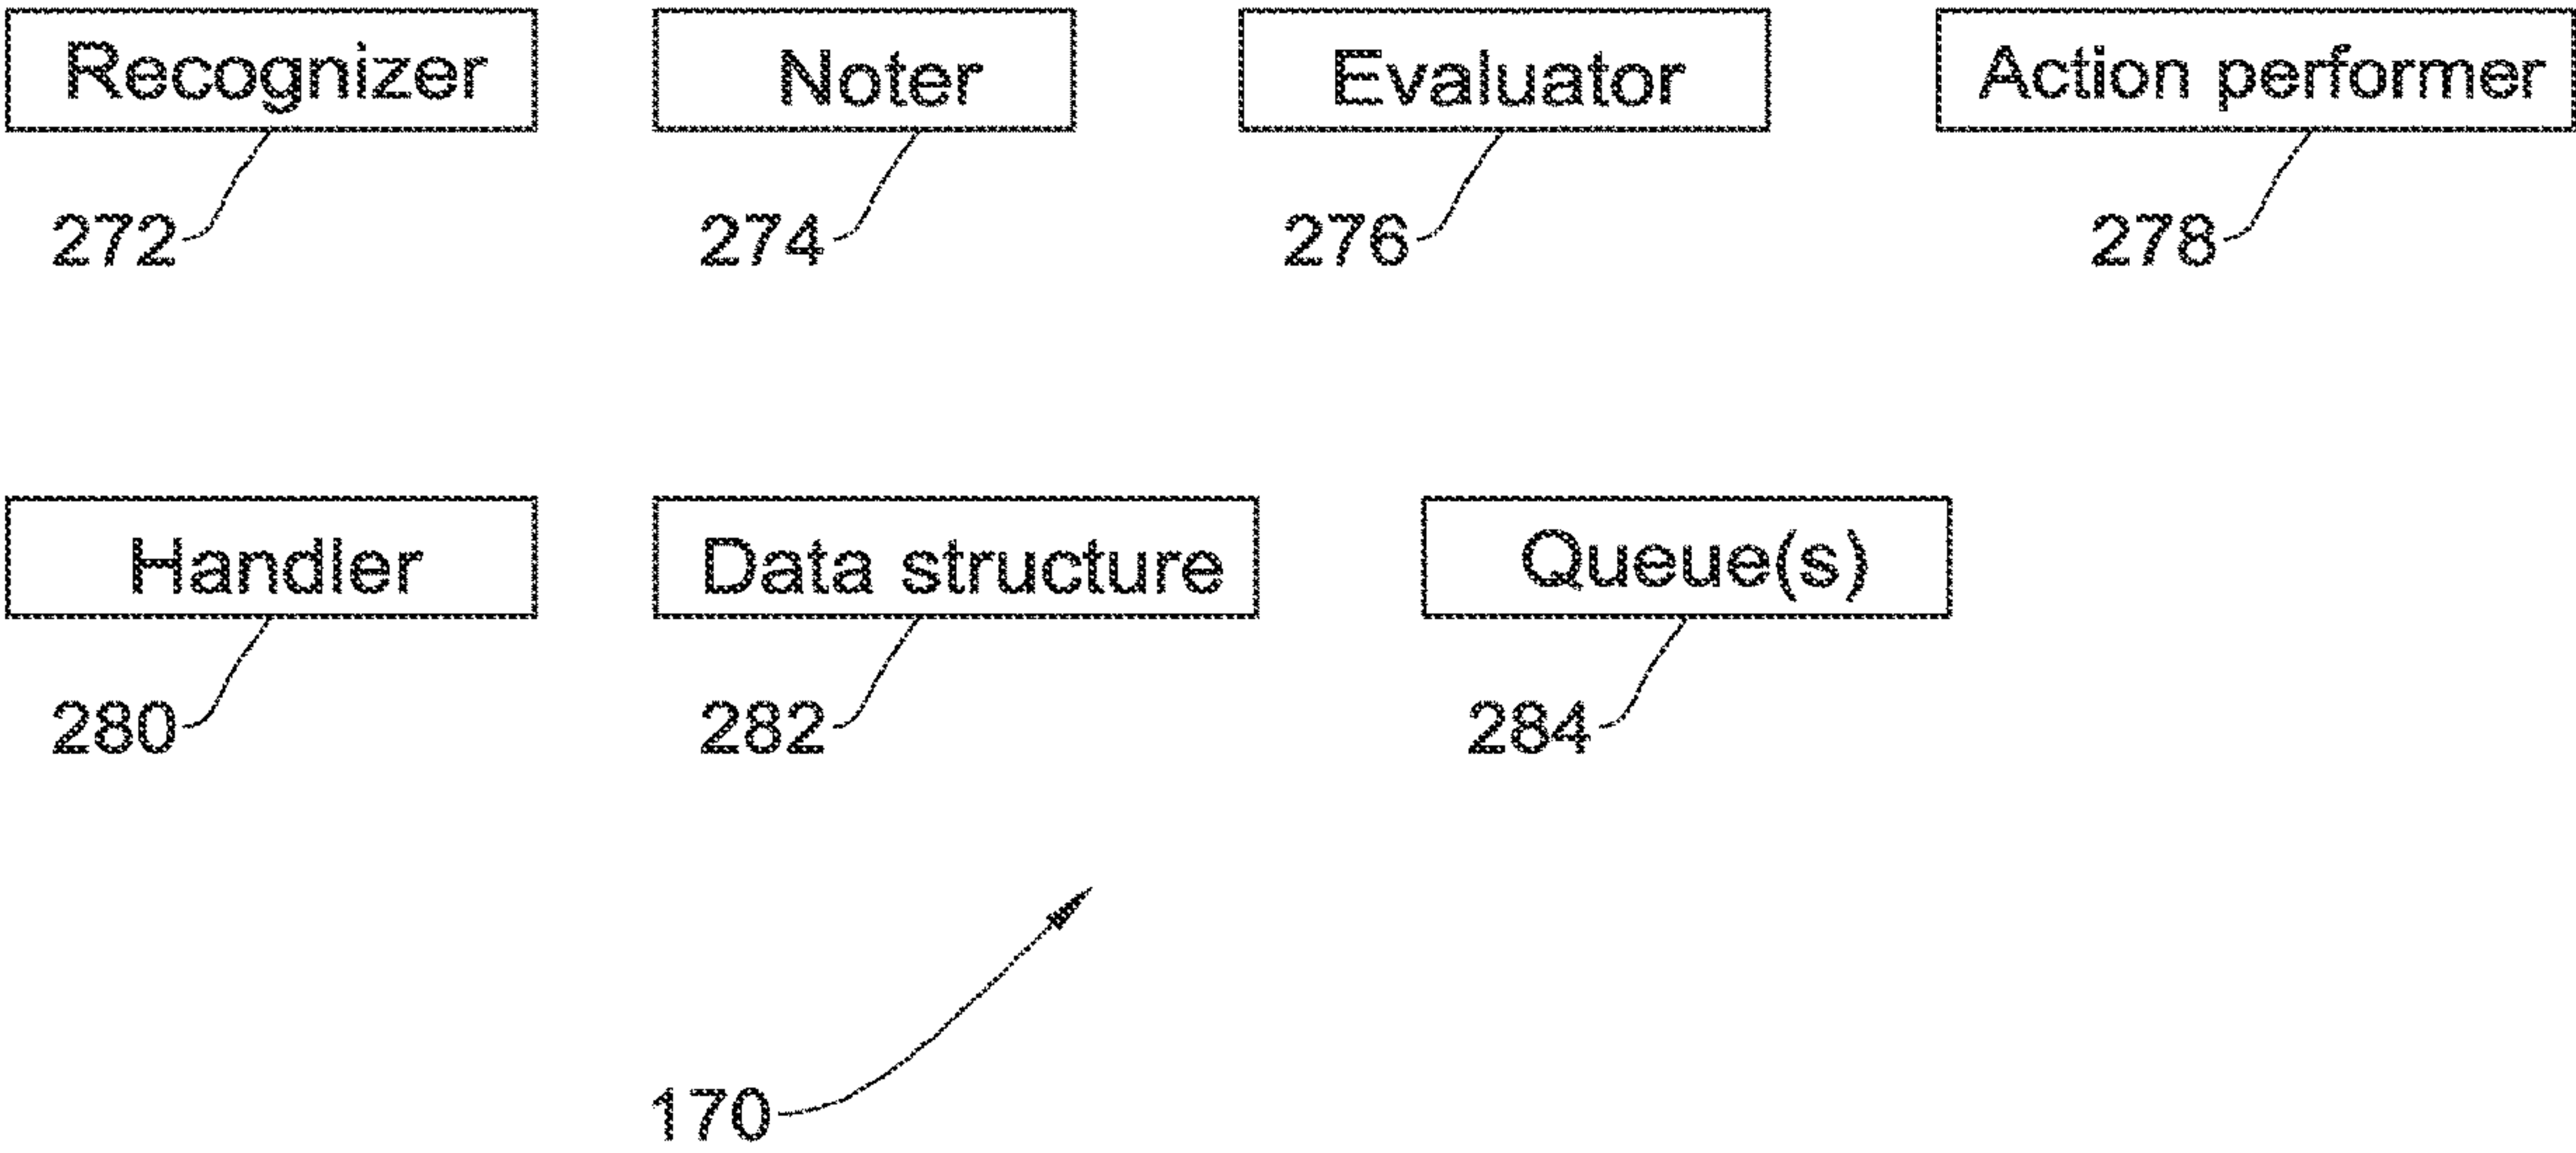 Recognizer Noter Evaluator Action performer
272 274 276 278
Handler Data structure Queue(s)
280 282 284
170